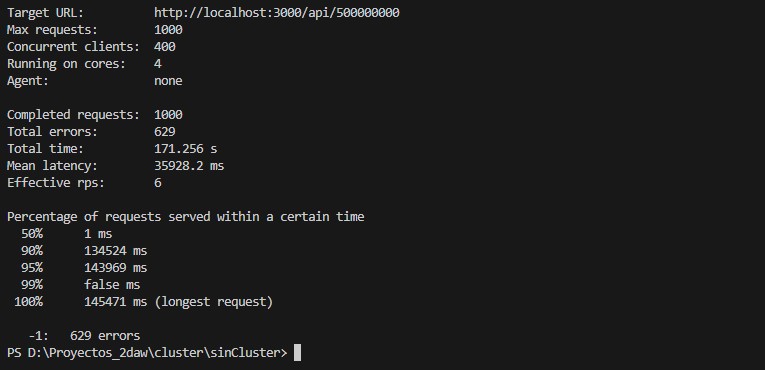 Target URL: http://localhost:3000/api/500000000
Max requests: 1000
Concurrent clients: 400
Running on cores: 4
Agent: none
Completed requests: 1000
Total errors: 629
Total time: 171.256 s
Mean latency: 35928.2 ms
Effective rps: 6
Percentage of requests served within a certain time
50% 1 ms
90% 134524 ms
95% 143969 ms
99% false ms
100% 145471 ms (longest request)
-1: 629 errors
PS D:\Proyectos_2daw\cluster\sinCluster>